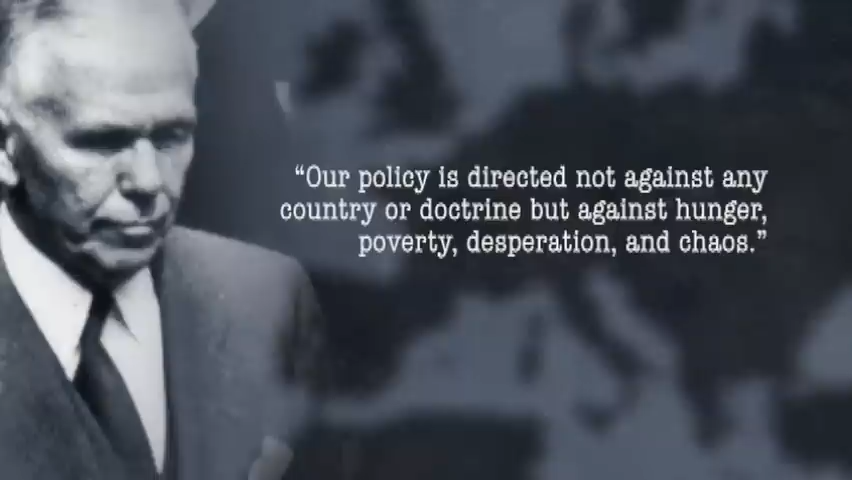 “Our policy is directed not against any
country or doctrine but against hunger,
poverty, desperation, and chaos.”